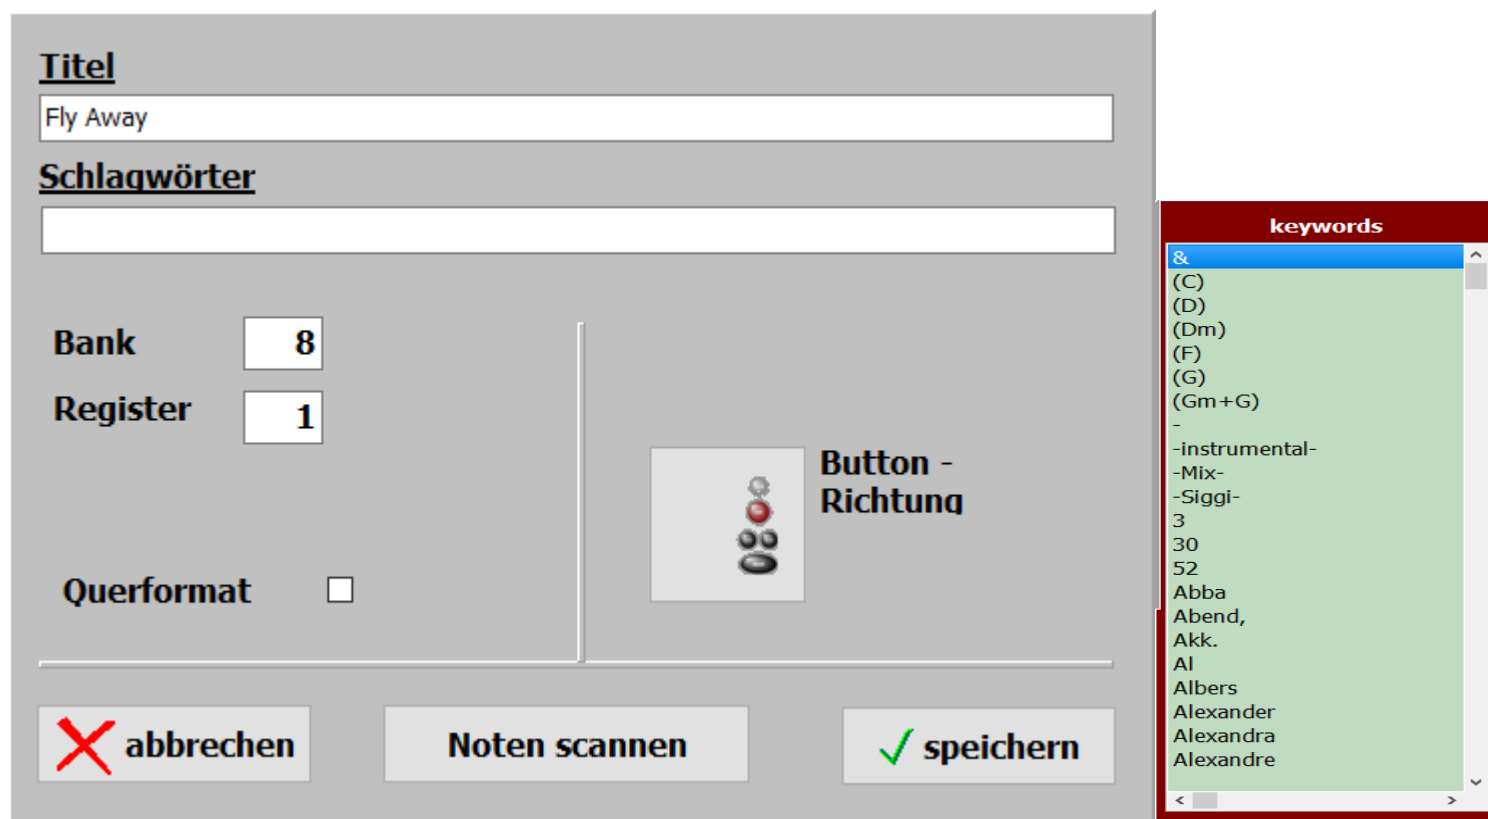 Titel
Fly Away
Schlagwörter
Bank 8
Register 1
Button -
Richtung
Querformat
abbrechen
Noten scannen
speichern
keywords
&
(C)
(D)
(Dm)
(F)
(G)
(Gm+G)
-
-instrumental-
-Mix-
-Siggi-
3
30
52
Abba
Abend,
Akk.
Al
Albers
Alexander
Alexandra
Alexandre